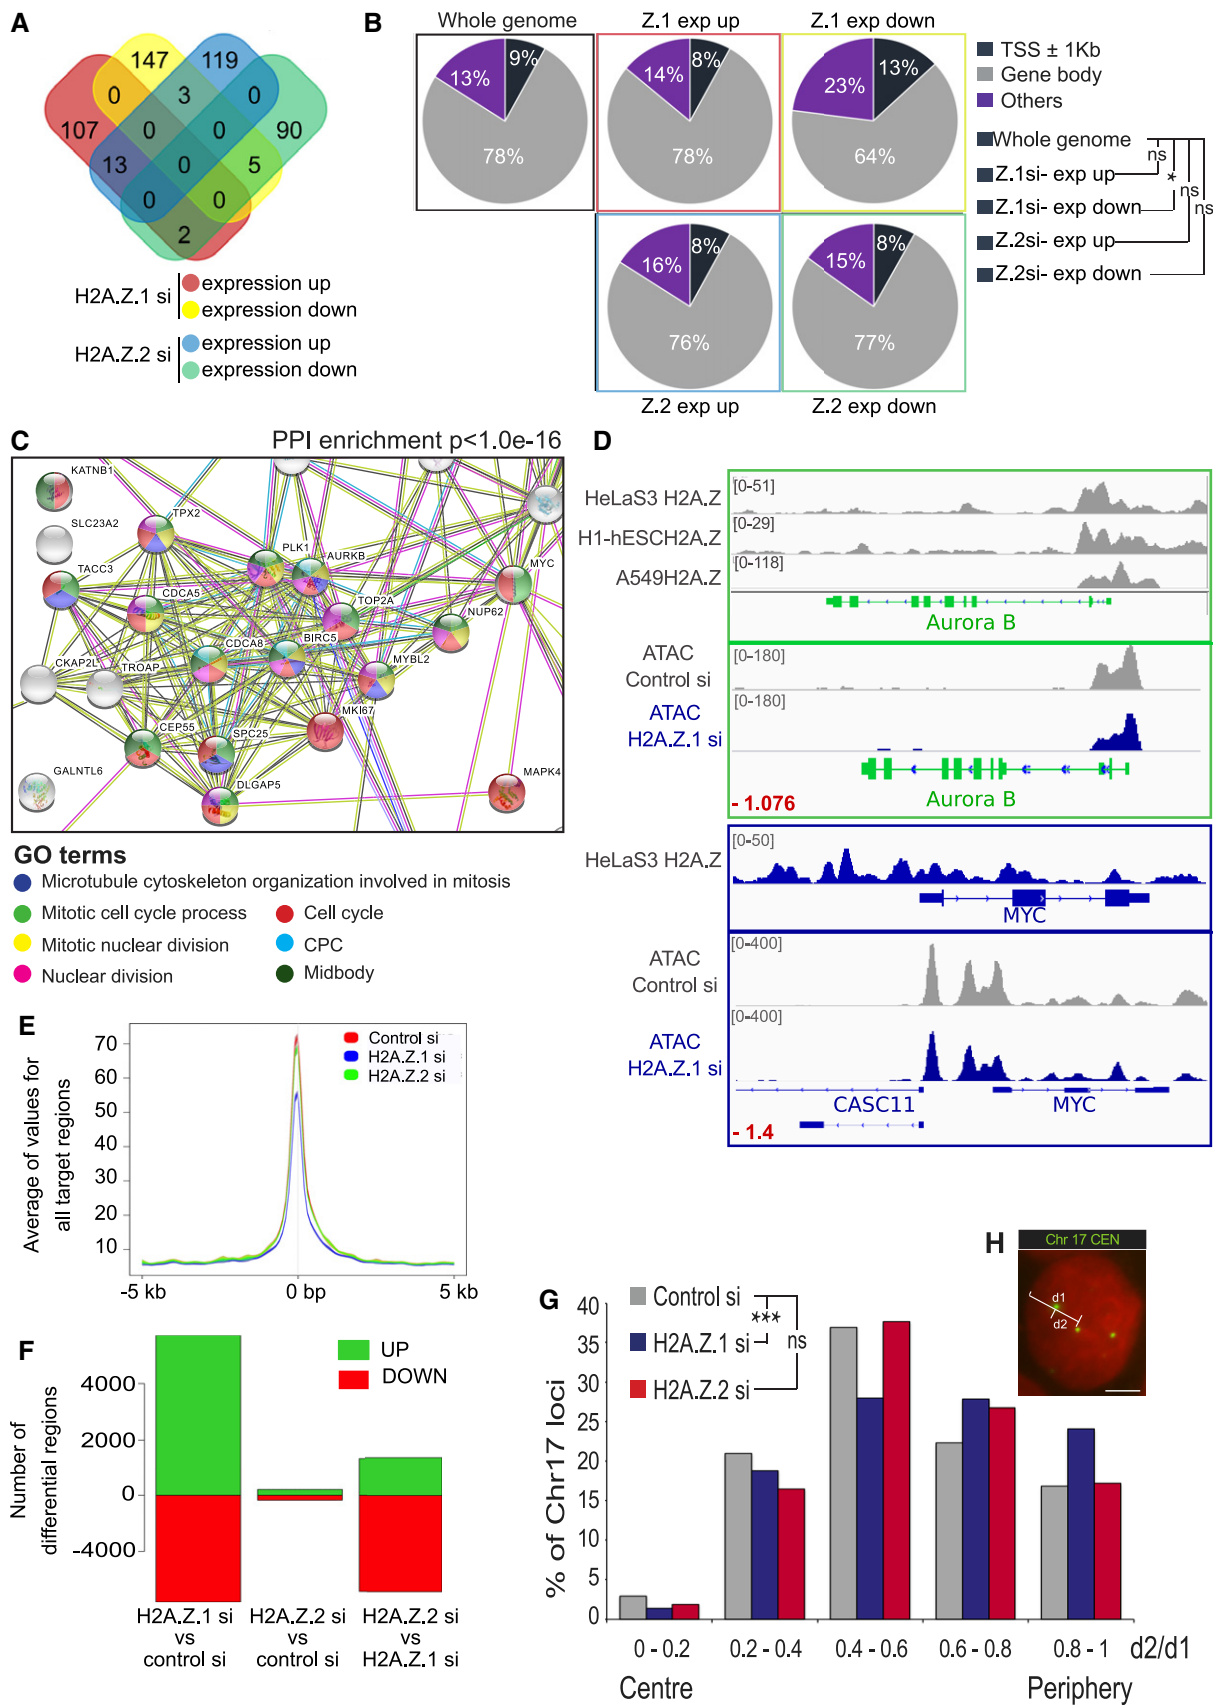 A
147
119
0
3
0
107
0
0
90
13
0
5
0
0
2
H2A.Z.1 si
expression up
expression down
H2A.Z.2 si
expression up
expression down
B
Whole genome
Z.1 exp up
Z.1 exp down
9%
13%
78%
8%
14%
78%
13%
23%
64%
8%
16%
76%
8%
15%
77%
Z.2 exp up
Z.2 exp down
TSS ± 1Kb
Gene body
Others
Whole genome
Z.1si- exp up
Z.1si- exp down
Z.2si- exp up
Z.2si- exp down
ns
*
ns
ns
C
PPI enrichment p<1.0e-16
KATNB1
SLC23A2
TPX2
PLK1
AURKB
MYC
TACC3
CDCA5
TOP2A
NUP62
CDCA8
BIRC5
MYBL2
CKAP2L
TROAP
MKI67
CEP55
SPC25
GALNTL6
DLGAP5
MAPK4
GO terms
Microtubule cytoskeleton organization involved in mitosis
Mitotic cell cycle process
Cell cycle
Mitotic nuclear division
CPC
Nuclear division
Midbody
D
HeLaS3 H2A.Z
[0-51]
H1-hESCH2A.Z
[0-29]
A549H2A.Z
[0-118]
Aurora B
ATAC
Control si
[0-180]
ATAC
H2A.Z.1 si
[0-180]
Aurora B
- 1.076
HeLaS3 H2A.Z
[0-50]
MYC
ATAC
Control si
[0-400]
ATAC
H2A.Z.1 si
[0-400]
CASC11
MYC
- 1.4
E
Average of values for
all target regions
70
60
50
40
30
20
10
-5 kb
0 bp
5 kb
Control si
H2A.Z.1 si
H2A.Z.2 si
F
UP
DOWN
Number of
differential regions
4000
2000
0
-4000
H2A.Z.1 si
vs
control si
H2A.Z.2 si
vs
control si
H2A.Z.2 si
vs
H2A.Z.1 si
G
% of Chr17 loci
40
35
30
25
20
15
10
5
0
Control si
H2A.Z.1 si
H2A.Z.2 si
***
ns
0 - 0.2
0.2 - 0.4
0.4 - 0.6
0.6 - 0.8
0.8 - 1
d2/d1
Centre
Periphery
H
Chr 17 CEN
d1
d2